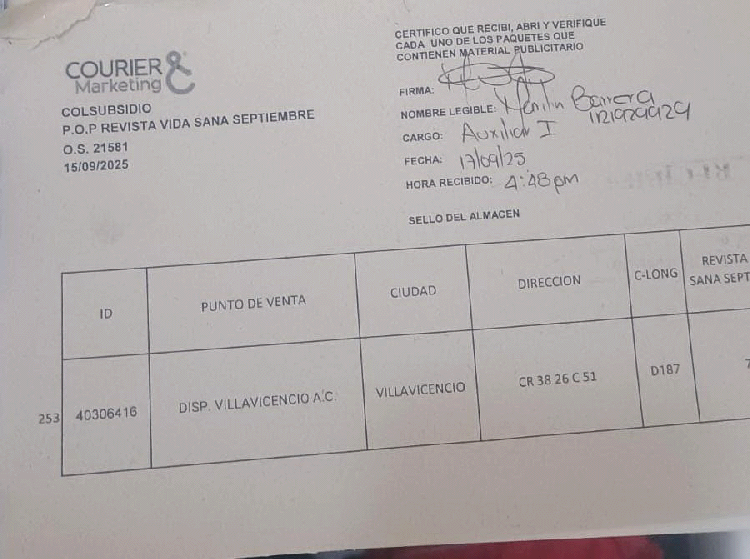 COURIER &
Marketing
COLSUBSIDIO
P.O.P REVISTA VIDA SANA SEPTIEMBRE
O.S. 21581
15/09/2025
CERTIFICO QUE RECIBI, ABRI Y VERIFIQUE
CADA UNO DE LOS PAQUETES QUE
CONTIENEN MATERIAL PUBLICITARIO
FIRMA:
NOMBRE LEGIBLE: Marilin Barrera
1121929929
CARGO: Auxiliar I
FECHA: 17/09/25
HORA RECIBIDO: 4:48 pm
SELLO DEL ALMACEN
ID PUNTO DE VENTA CIUDAD DIRECCION C-LONG REVISTA
SANA SEPT
253 40306416 DISP. VILLAVICENCIO A.C. VILLAVICENCIO CR 38 26 C 51 D187